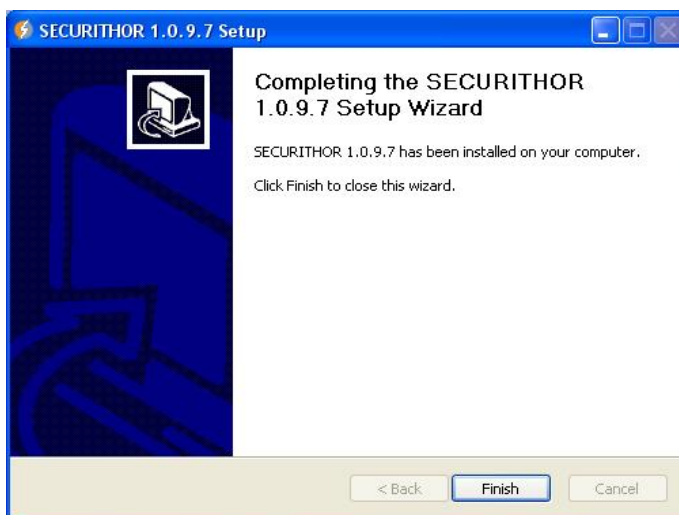 SECURITHOR 1.0.9.7 Setup
Completing the SECURITHOR
1.0.9.7 Setup Wizard
SECURITHOR 1.0.9.7 has been installed on your computer.
Click Finish to close this wizard.
< Back Finish Cancel